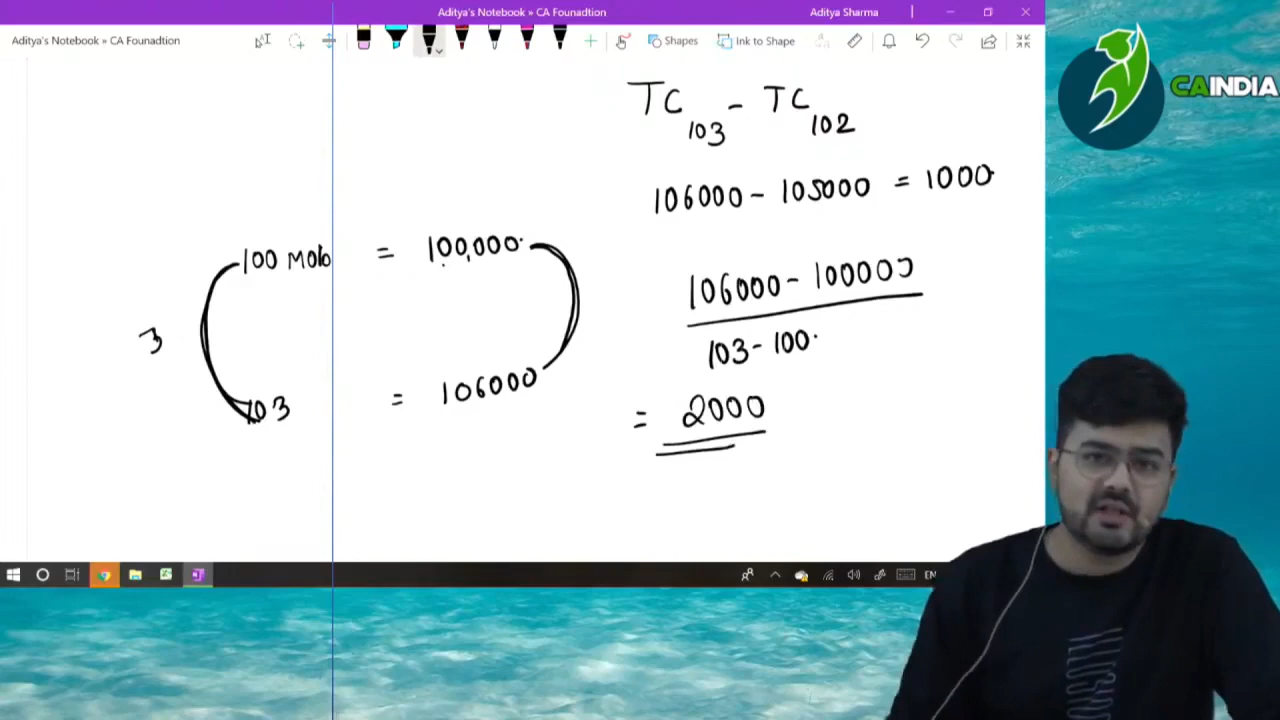 Aditya's Notebook » CA Founadtion
Aditya Sharma
Aditya's Notebook » CA Founadtion
Shapes
Ink to Shape
CAINDIA
TC103 - TC102
106000 - 105000 = 1000
100 Mob = 100,000
106000 - 100000
103 - 100
3
103 = 106000
= 2000
EN